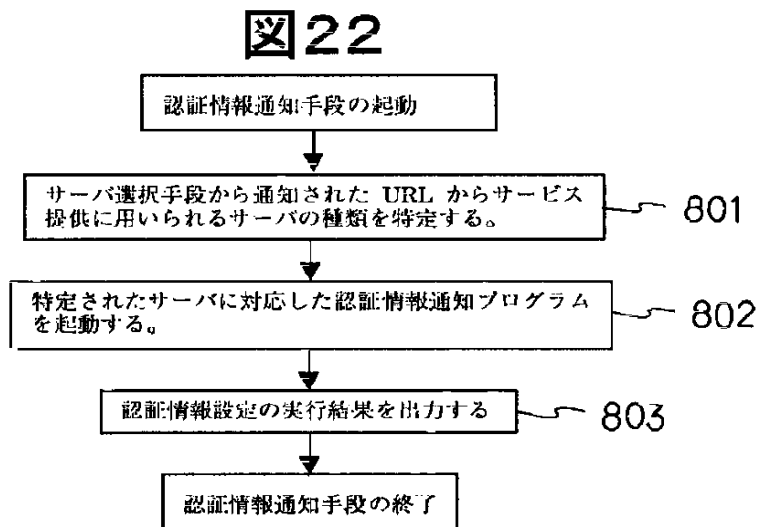 図22
認証情報通知手段の起動
サーバ選択手段から通知された URL からサービス
提供に用いられるサーバの種類を特定する。
801
特定されたサーバに対応した認証情報通知プログラム
を起動する。
802
認証情報設定の実行結果を出力する
803
認証情報通知手段の終了